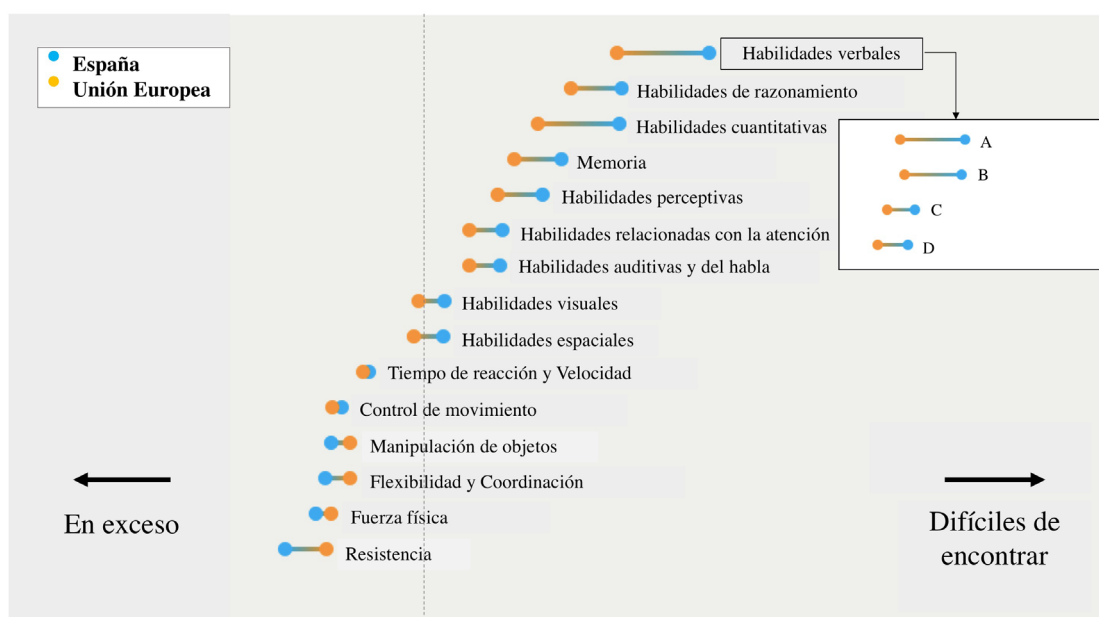 España
Unión Europea
Habilidades verbales
Habilidades de razonamiento
Habilidades cuantitativas
A
Memoria
B
Habilidades perceptivas
C
Habilidades relacionadas con la atención
D
Habilidades auditivas y del habla
Habilidades visuales
Habilidades espaciales
Tiempo de reacción y Velocidad
Control de movimiento
Manipulación de objetos
Flexibilidad y Coordinación
Fuerza física
Resistencia
En exceso
Difíciles de
encontrar